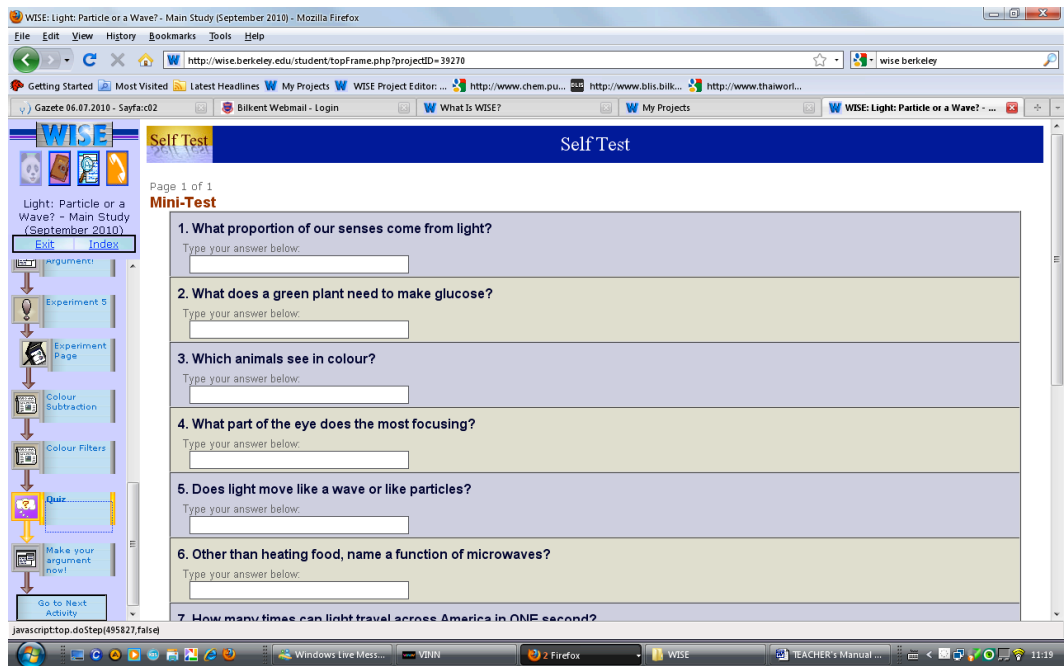 WISE: Light: Particle or a Wave? - Main Study (September 2010) - Mozilla Firefox
File Edit View History Bookmarks Tools Help
W http://wise.berkeley.edu/student/topFrame.php?projectID=39270
wise berkeley
Getting Started Most Visited Latest Headlines W My Projects W WISE Project Editor: ... http://www.chem.pu... http://www.blis.bilk... http://www.thaiworl...
Gazete 06.07.2010 - Sayfa:c02 Bilkent Webmail - Login W What Is WISE? W My Projects W WISE: Light: Particle or a Wave? - ...
WISE
Light: Particle or a
Wave? - Main Study
(September 2010)
Exit Index
Argument!
Experiment 5
Experiment
Page
Colour
Subtraction
Colour Filters
Quiz
Make your
argument
now!
Go to Next
Activity
Self Test
Self Test
Page 1 of 1
Mini-Test
1. What proportion of our senses come from light?
Type your answer below:
2. What does a green plant need to make glucose?
Type your answer below:
3. Which animals see in colour?
Type your answer below:
4. What part of the eye does the most focusing?
Type your answer below:
5. Does light move like a wave or like particles?
Type your answer below:
6. Other than heating food, name a function of microwaves?
Type your answer below:
7. How many times can light travel across America in ONE second?
javascript:top.doStep(495827,false)
Windows Live Mess... VINN 2 Firefox WISE TEACHER's Manual ... 11:19